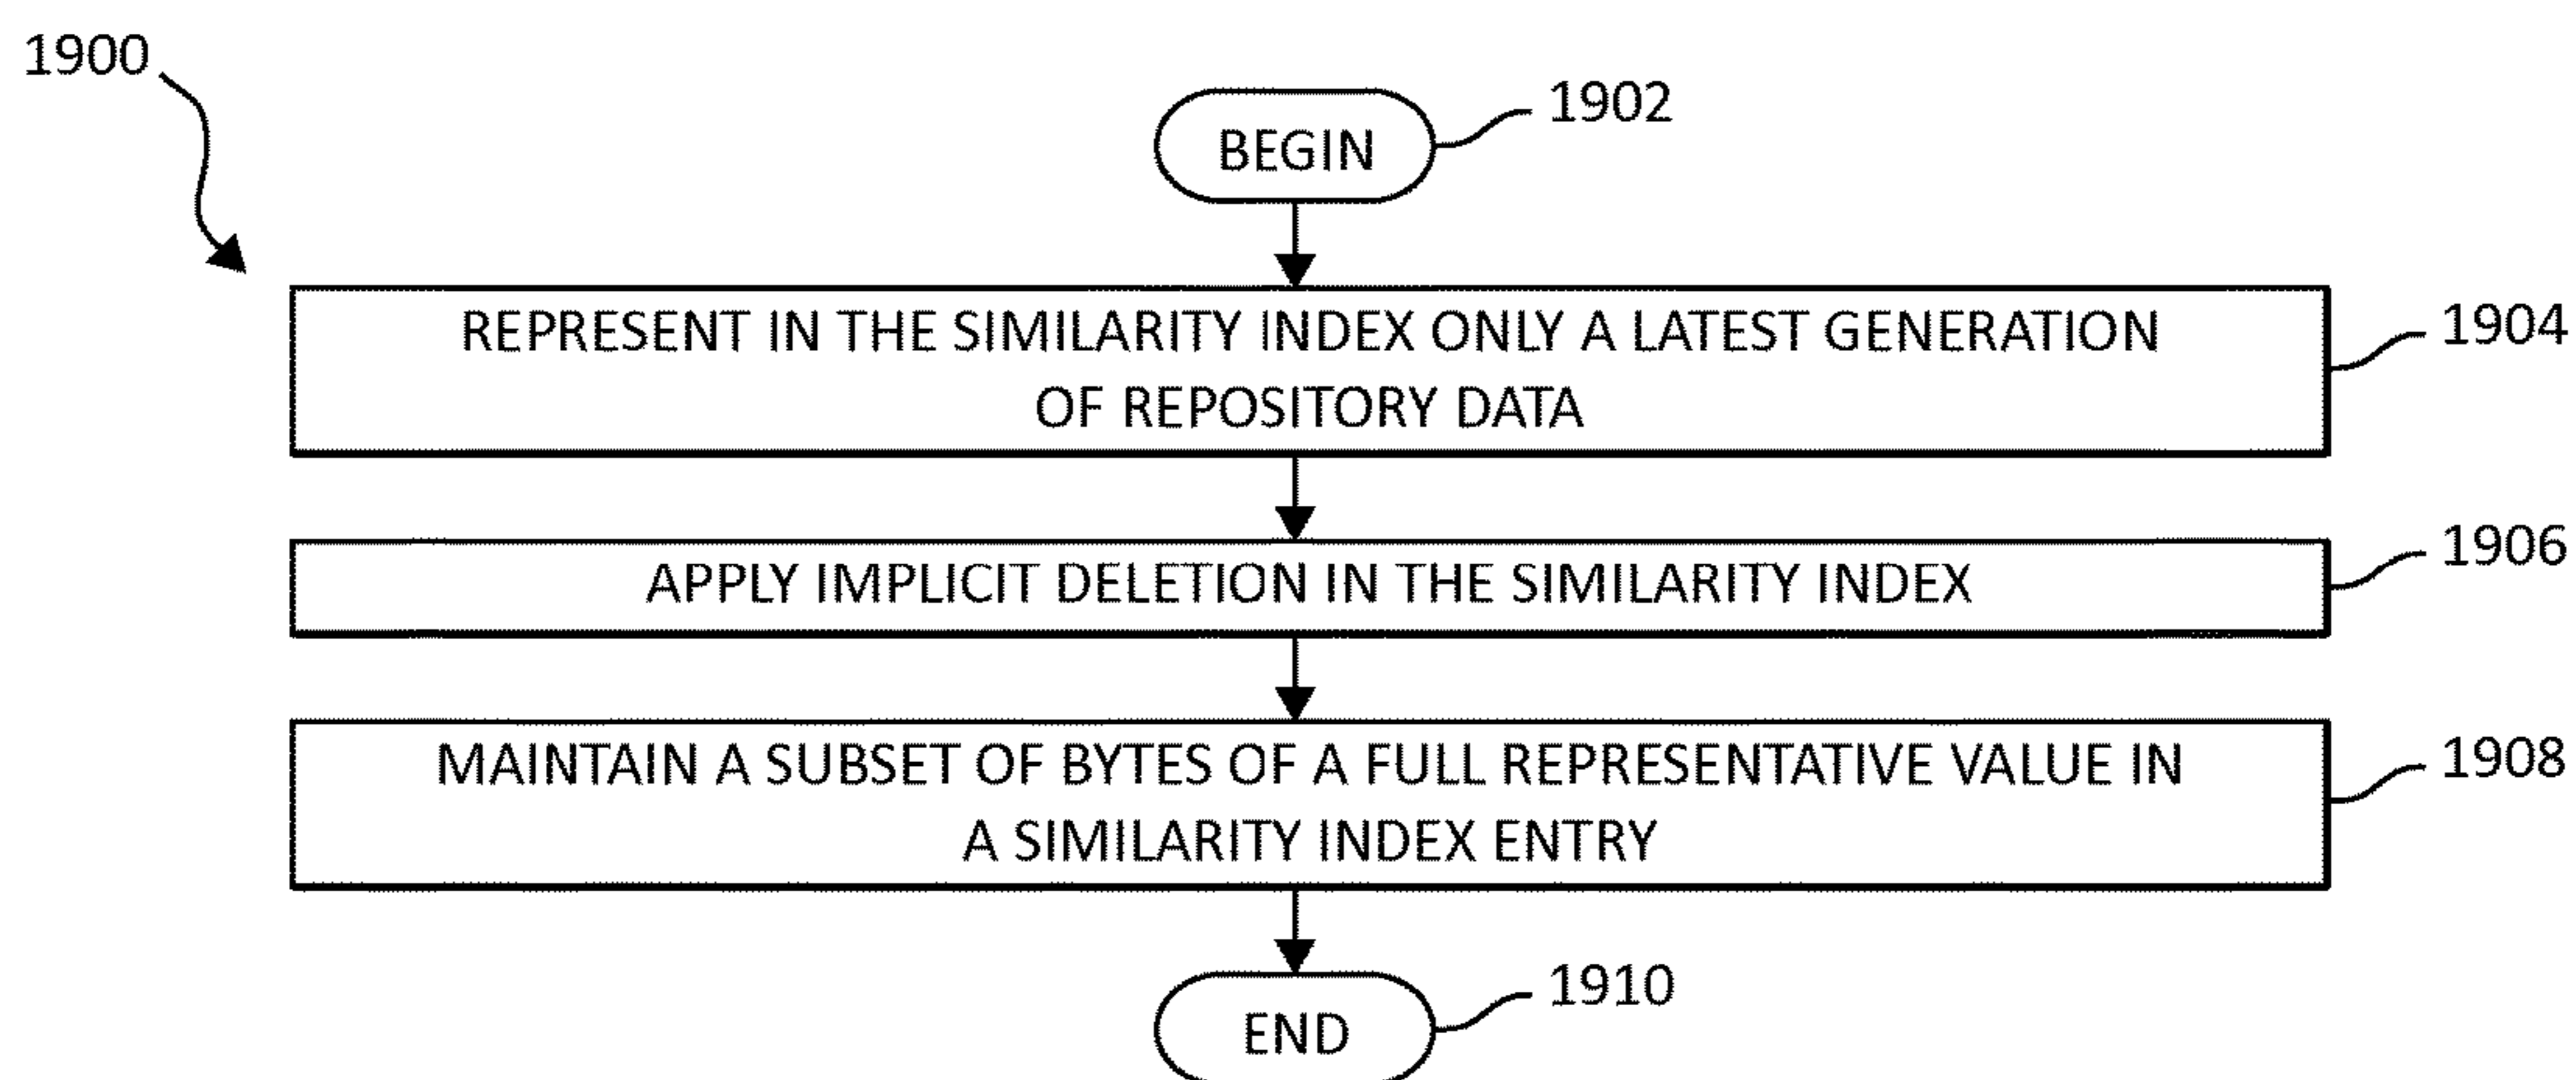 1900
BEGIN
1902
REPRESENT IN THE SIMILARITY INDEX ONLY A LATEST GENERATION
OF REPOSITORY DATA
1904
APPLY IMPLICIT DELETION IN THE SIMILARITY INDEX
1906
MAINTAIN A SUBSET OF BYTES OF A FULL REPRESENTATIVE VALUE IN
A SIMILARITY INDEX ENTRY
1908
END
1910